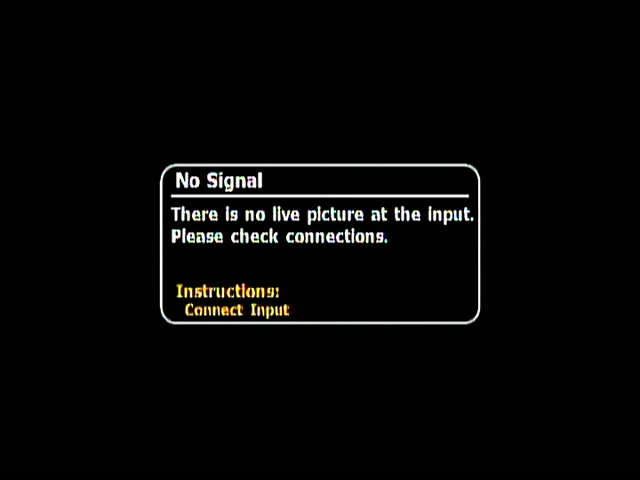 No Signal
There is no live picture at the input.
Please check connections.
Instructions:
Connect Input